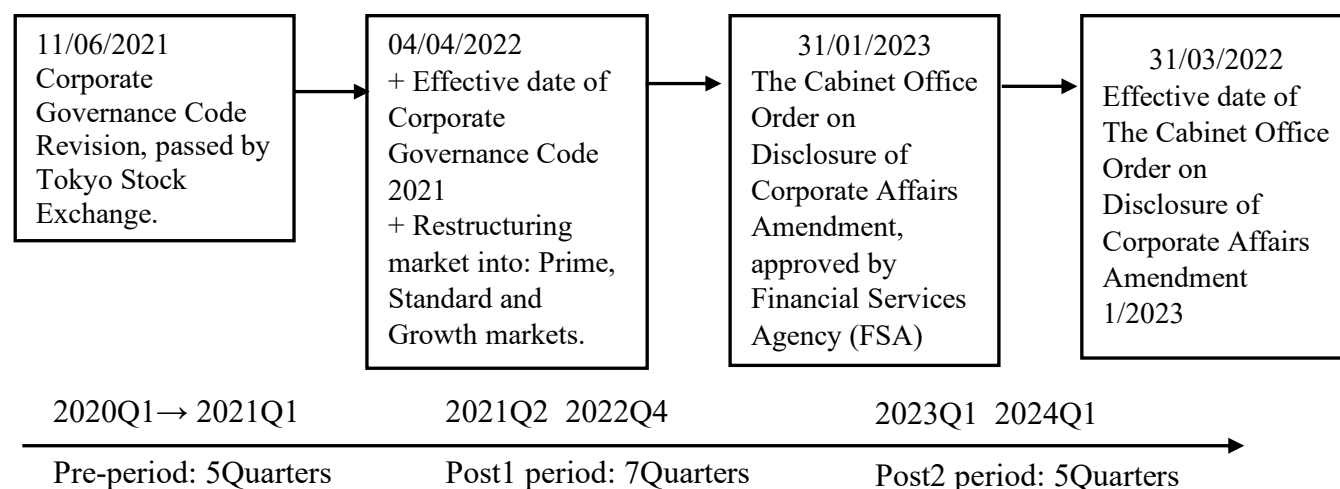 11/06/2021
Corporate
Governance Code
Revision, passed by
Tokyo Stock
Exchange.
04/04/2022
+ Effective date of
Corporate
Governance Code
2021
+ Restructuring
market into: Prime,
Standard and
Growth markets.
31/01/2023
The Cabinet Office
Order on
Disclosure of
Corporate Affairs
Amendment,
approved by
Financial Services
Agency (FSA)
31/03/2022
Effective date of
The Cabinet Office
Order on
Disclosure of
Corporate Affairs
Amendment
1/2023
2020Q1→ 2021Q1
2021Q2 2022Q4
2023Q1 2024Q1
Pre-period: 5Quarters
Post1 period: 7Quarters
Post2 period: 5Quarters